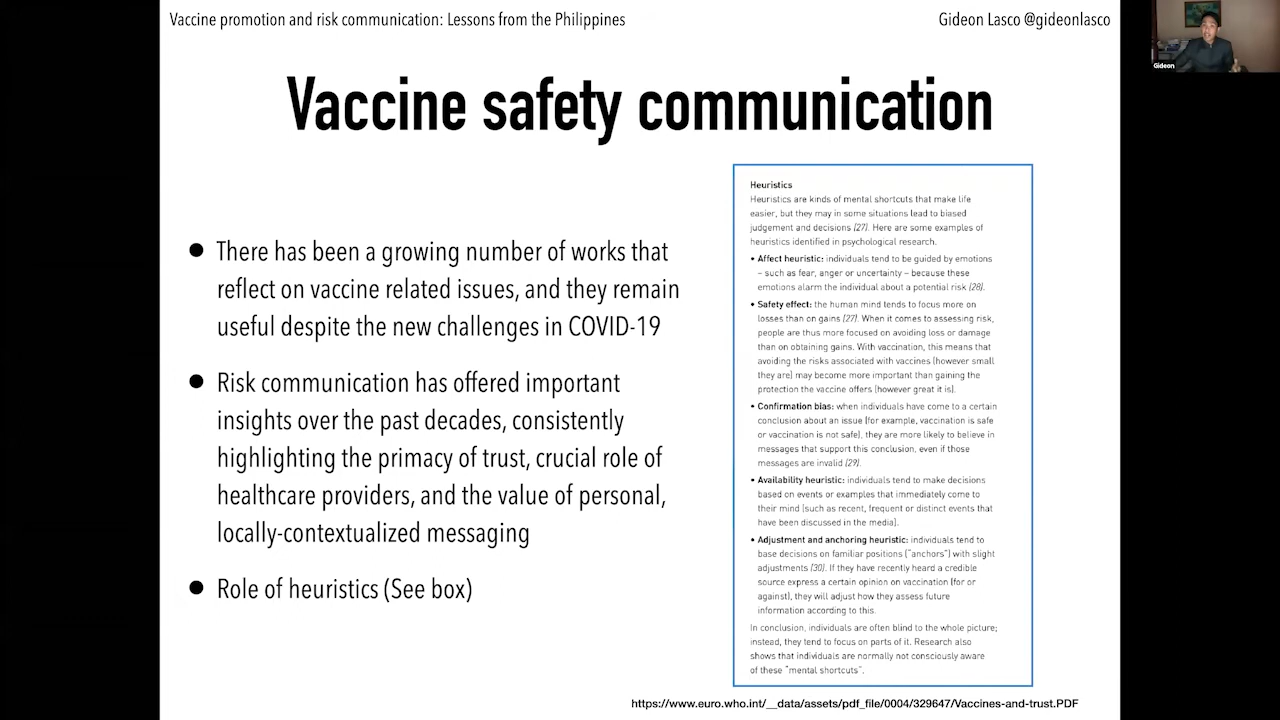 Vaccine promotion and risk communication: Lessons from the Philippines
Gideon Lasco @gideonlasco
Gideon
Vaccine safety communication
● There has been a growing number of works that
reflect on vaccine related issues, and they remain
useful despite the new challenges in COVID-19
● Risk communication has offered important
insights over the past decades, consistently
highlighting the primacy of trust, crucial role of
healthcare providers, and the value of personal,
locally-contextualized messaging
● Role of heuristics (See box)
Heuristics
Heuristics are kinds of mental shortcuts that make life
easier, but they may in some situations lead to biased
judgement and decisions (27). Here are some examples of
heuristics identified in psychological research.
• Affect heuristic: individuals tend to be guided by emotions
– such as fear, anger or uncertainty – because these
emotions alarm the individual about a potential risk (28).
• Safety effect: the human mind tends to focus more on
losses than on gains (27). When it comes to assessing risk,
people are thus more focused on avoiding loss or damage
than on obtaining gains. With vaccination, this means that
avoiding the risks associated with vaccines (however small
they are) may become more important than gaining the
protection the vaccine offers (however great it is).
• Confirmation bias: when individuals have come to a certain
conclusion about an issue (for example, vaccination is safe
or vaccination is not safe), they are more likely to believe in
messages that support this conclusion, even if those
messages are invalid (29).
• Availability heuristic: individuals tend to make decisions
based on events or examples that immediately come to
their mind (such as recent, frequent or distinct events that
have been discussed in the media).
• Adjustment and anchoring heuristic: individuals tend to
base decisions on familiar positions ("anchors") with slight
adjustments (30). If they have recently heard a credible
source express a certain opinion on vaccination (for or
against), they will adjust how they assess future
information according to this.
In conclusion, individuals are often blind to the whole picture;
instead, they tend to focus on parts of it. Research also
shows that individuals are normally not consciously aware
of these "mental shortcuts".
https://www.euro.who.int/__data/assets/pdf_file/0004/329647/Vaccines-and-trust.PDF